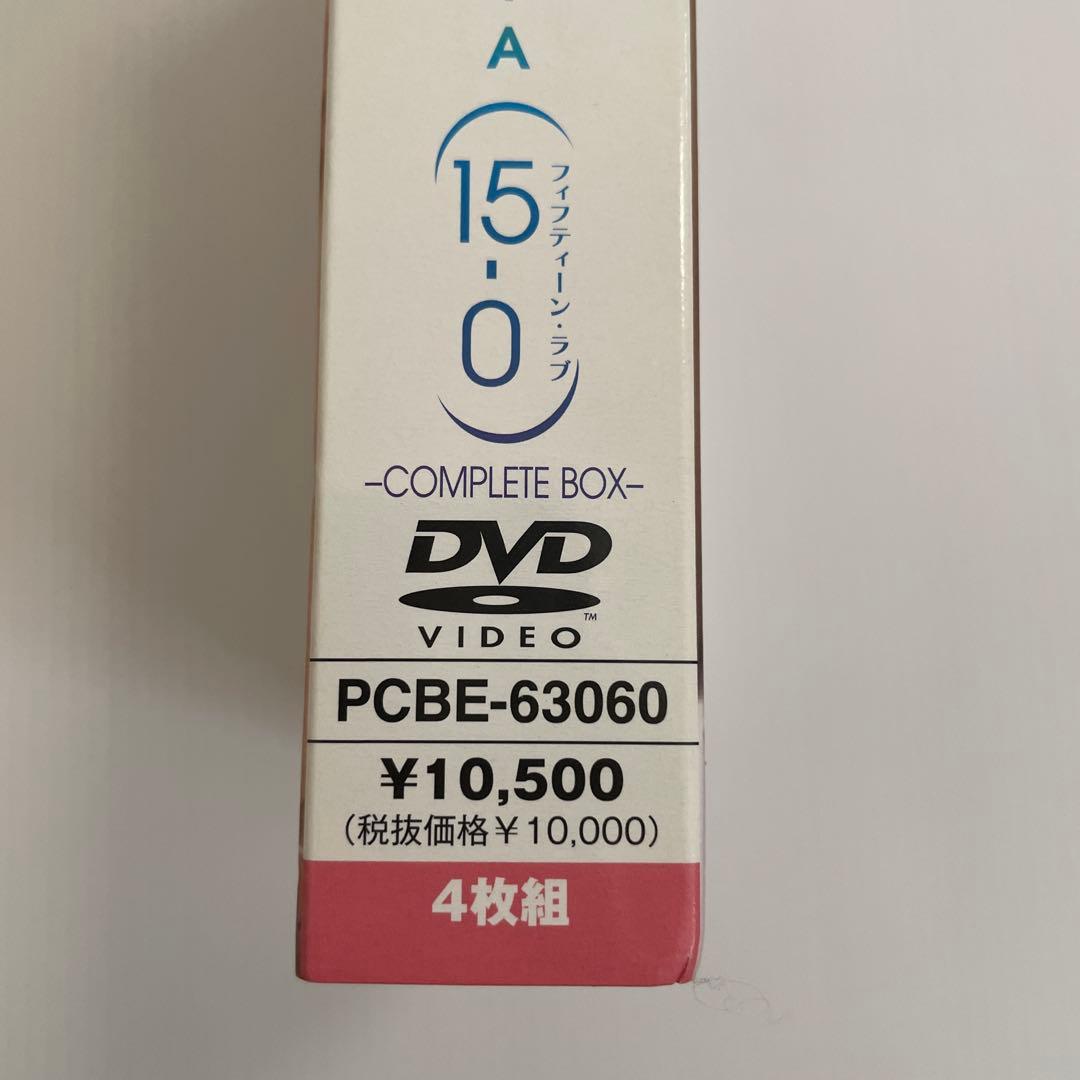 A
15-0
フィフティーン・ラブ
–COMPLETE BOX–
DVD
VIDEO™
PCBE-63060
¥10,500
(税抜価格¥10,000)
4枚組